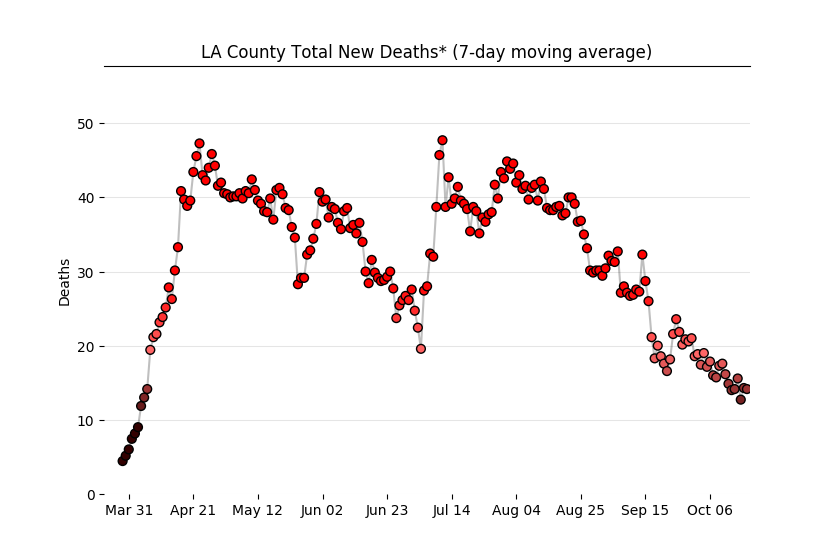 LA County Total New Deaths* (7-day moving average)
50
40
30
20
10
0
Deaths
Mar 31 Apr 21 May 12 Jun 02 Jun 23 Jul 14 Aug 04 Aug 25 Sep 15 Oct 06